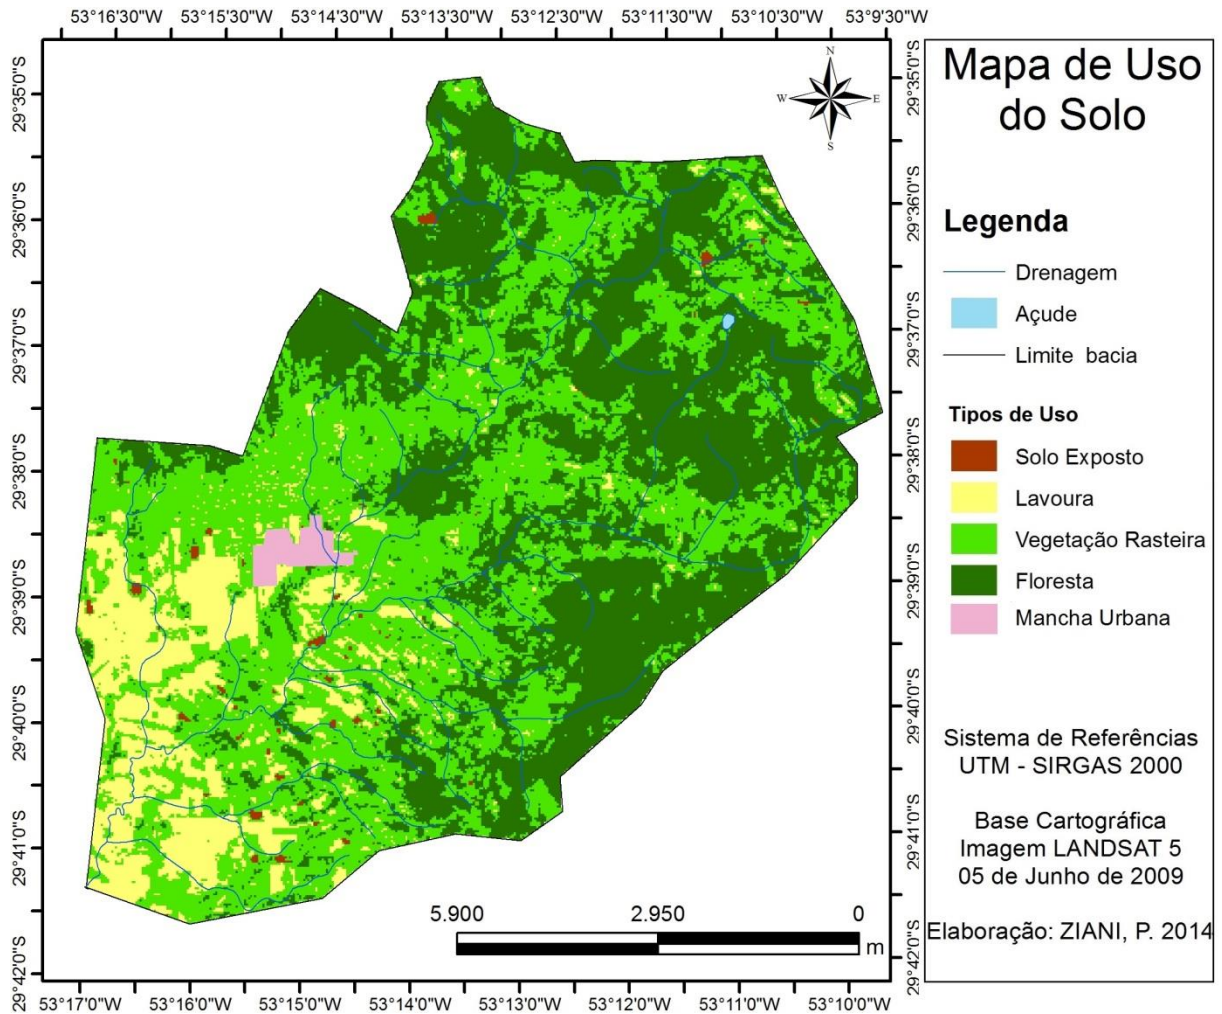 53°16'30"W 53°15'30"W 53°14'30"W 53°13'30"W 53°12'30"W 53°11'30"W 53°10'30"W 53°9'30"W
29°35'0"S
29°36'0"S
29°37'0"S
29°38'0"S
29°39'0"S
29°40'0"S
29°41'0"S
29°42'0"S
N
W E
S
29°35'0"S
29°36'0"S
29°37'0"S
29°38'0"S
29°39'0"S
29°40'0"S
29°41'0"S
29°42'0"S
5.900 2.950 0
m
53°17'0"W 53°16'0"W 53°15'0"W 53°14'0"W 53°13'0"W 53°12'0"W 53°11'0"W 53°10'0"W
Mapa de Uso
do Solo
Legenda
Drenagem
Açude
Limite bacia
Tipos de Uso
Solo Exposto
Lavoura
Vegetação Rasteira
Floresta
Mancha Urbana
Sistema de Referências
UTM - SIRGAS 2000
Base Cartográfica
Imagem LANDSAT 5
05 de Junho de 2009
Elaboração: ZIANI, P. 2014